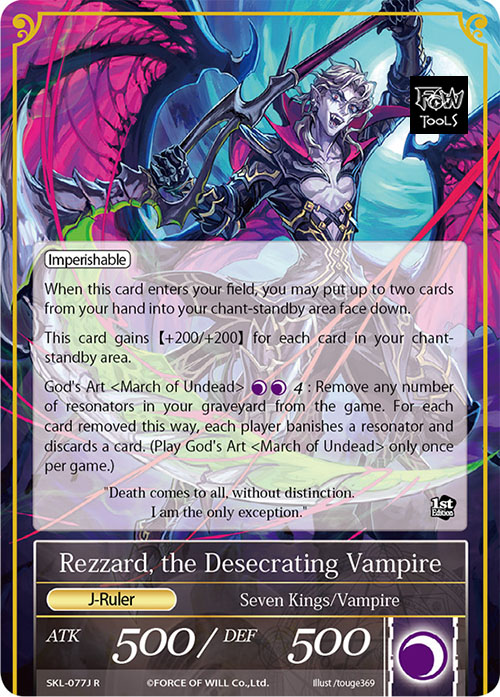 FOW
TOOLS
Imperishable
When this card enters your field, you may put up to two cards
from your hand into your chant-standby area face down.
This card gains 【+200/+200】 for each card in your chant-
standby area.
God's Art <March of Undead> 4 : Remove any number
of resonators in your graveyard from the game. For each
card removed this way, each player banishes a resonator and
discards a card. (Play God's Art <March of Undead> only once
per game.)
"Death comes to all, without distinction.
I am the only exception."
1st
Edition
Rezzard, the Desecrating Vampire
J-Ruler
Seven Kings/Vampire
ATK 500 / DEF 500
SKL-077J R ©FORCE OF WILL Co.,Ltd. Illust /touge369